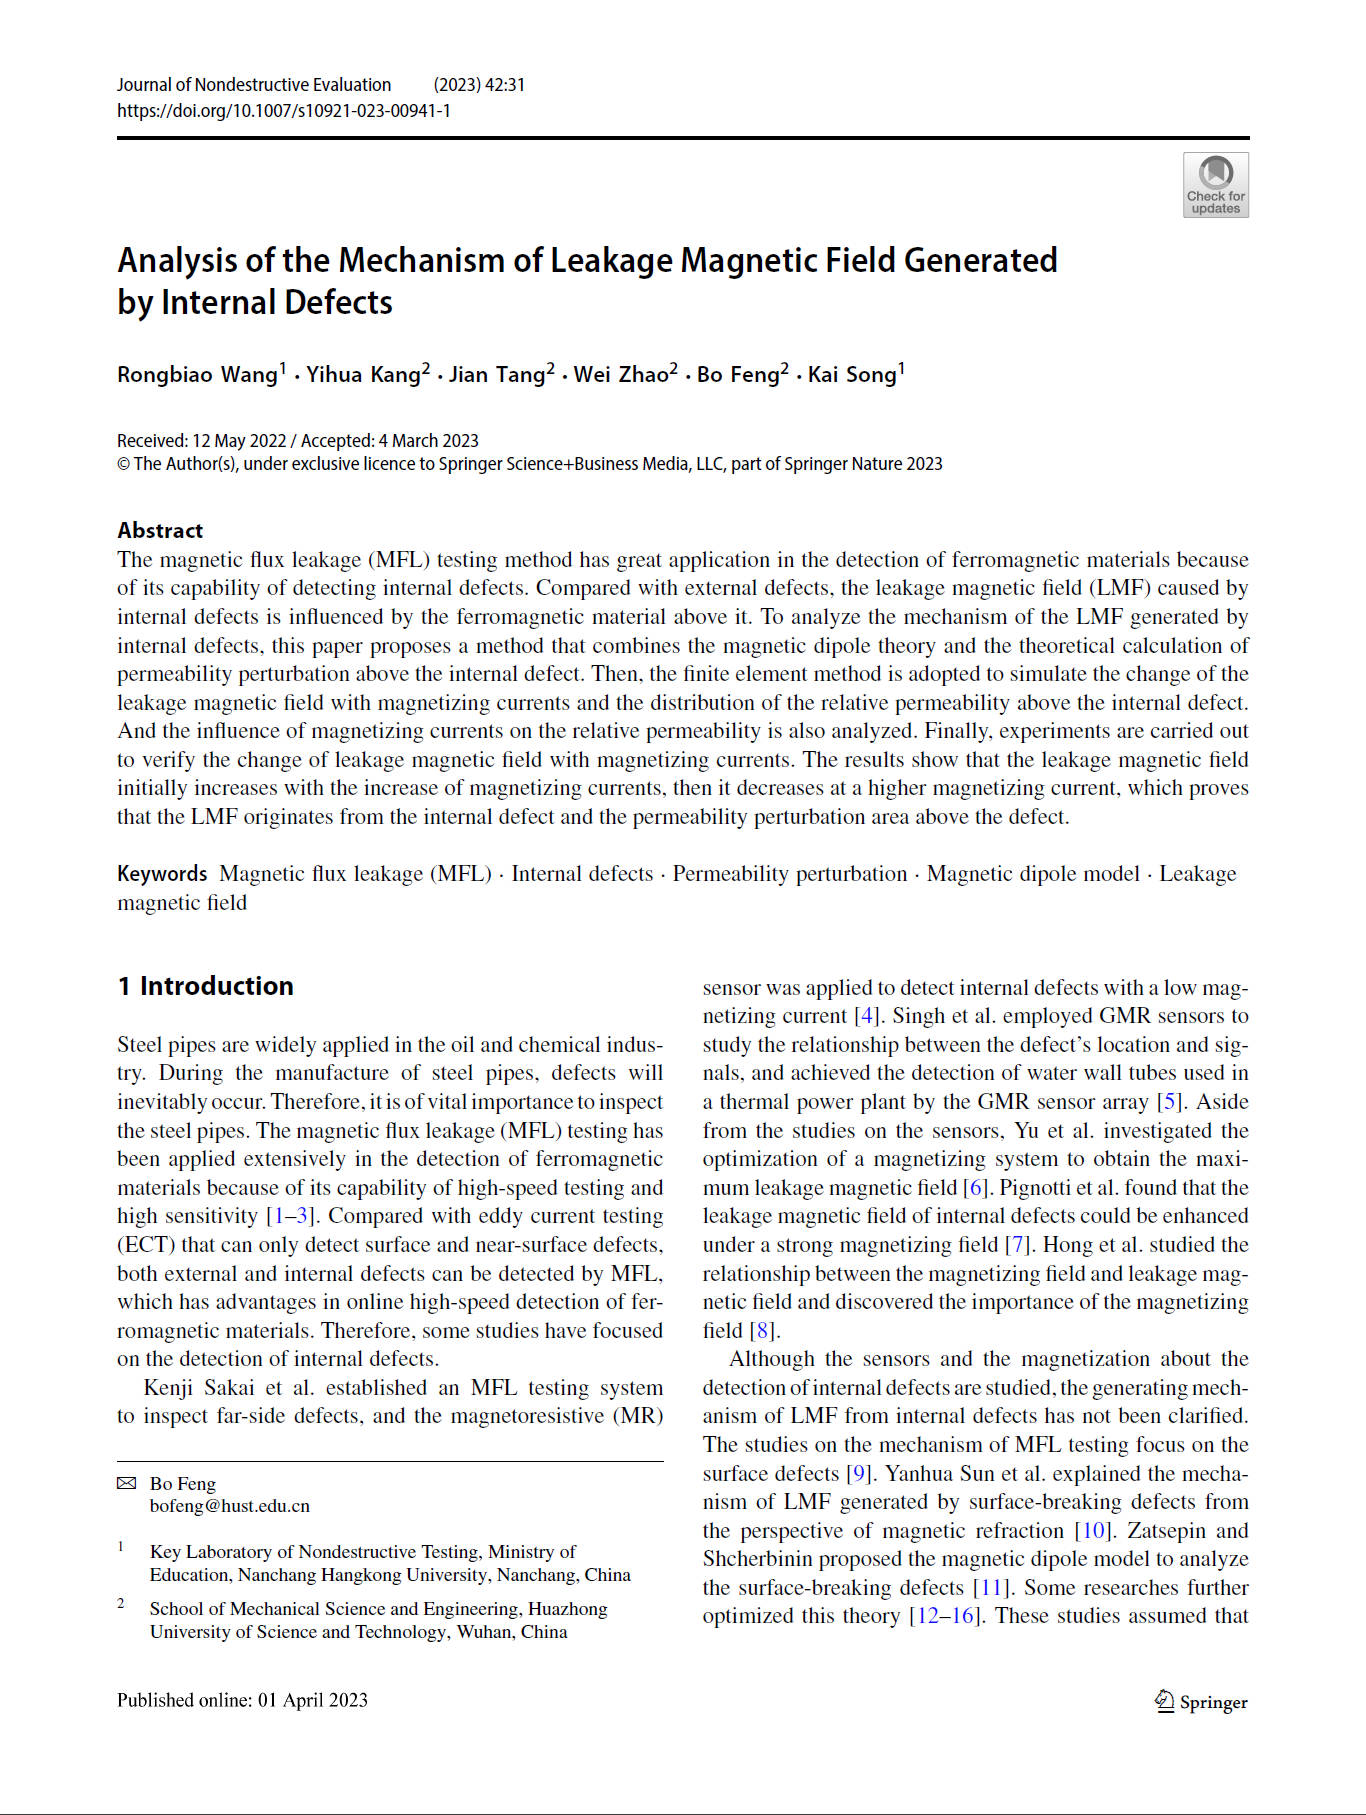 Journal of Nondestructive Evaluation (2023) 42:31
https://doi.org/10.1007/s10921-023-00941-1
Check for
updates
Analysis of the Mechanism of Leakage Magnetic Field Generated
by Internal Defects
Rongbiao Wang1 · Yihua Kang2 · Jian Tang2 · Wei Zhao2 · Bo Feng2 · Kai Song1
Received: 12 May 2022 / Accepted: 4 March 2023
© The Author(s), under exclusive licence to Springer Science+Business Media, LLC, part of Springer Nature 2023
Abstract
The magnetic flux leakage (MFL) testing method has great application in the detection of ferromagnetic materials because
of its capability of detecting internal defects. Compared with external defects, the leakage magnetic field (LMF) caused by
internal defects is influenced by the ferromagnetic material above it. To analyze the mechanism of the LMF generated by
internal defects, this paper proposes a method that combines the magnetic dipole theory and the theoretical calculation of
permeability perturbation above the internal defect. Then, the finite element method is adopted to simulate the change of the
leakage magnetic field with magnetizing currents and the distribution of the relative permeability above the internal defect.
And the influence of magnetizing currents on the relative permeability is also analyzed. Finally, experiments are carried out
to verify the change of leakage magnetic field with magnetizing currents. The results show that the leakage magnetic field
initially increases with the increase of magnetizing currents, then it decreases at a higher magnetizing current, which proves
that the LMF originates from the internal defect and the permeability perturbation area above the defect.
Keywords Magnetic flux leakage (MFL) · Internal defects · Permeability perturbation · Magnetic dipole model · Leakage
magnetic field
1 Introduction
Steel pipes are widely applied in the oil and chemical indus-
try. During the manufacture of steel pipes, defects will
inevitably occur. Therefore, it is of vital importance to inspect
the steel pipes. The magnetic flux leakage (MFL) testing has
been applied extensively in the detection of ferromagnetic
materials because of its capability of high-speed testing and
high sensitivity [1–3]. Compared with eddy current testing
(ECT) that can only detect surface and near-surface defects,
both external and internal defects can be detected by MFL,
which has advantages in online high-speed detection of fer-
romagnetic materials. Therefore, some studies have focused
on the detection of internal defects.
Kenji Sakai et al. established an MFL testing system
to inspect far-side defects, and the magnetoresistive (MR)
sensor was applied to detect internal defects with a low mag-
netizing current [4]. Singh et al. employed GMR sensors to
study the relationship between the defect's location and sig-
nals, and achieved the detection of water wall tubes used in
a thermal power plant by the GMR sensor array [5]. Aside
from the studies on the sensors, Yu et al. investigated the
optimization of a magnetizing system to obtain the maxi-
mum leakage magnetic field [6]. Pignotti et al. found that the
leakage magnetic field of internal defects could be enhanced
under a strong magnetizing field [7]. Hong et al. studied the
relationship between the magnetizing field and leakage mag-
netic field and discovered the importance of the magnetizing
field [8].
Although the sensors and the magnetization about the
detection of internal defects are studied, the generating mech-
anism of LMF from internal defects has not been clarified.
The studies on the mechanism of MFL testing focus on the
surface defects [9]. Yanhua Sun et al. explained the mecha-
nism of LMF generated by surface-breaking defects from
the perspective of magnetic refraction [10]. Zatsepin and
Shcherbinin proposed the magnetic dipole model to analyze
the surface-breaking defects [11]. Some researches further
optimized this theory [12–16]. These studies assumed that
Bo Feng
bofeng@hust.edu.cn
1 Key Laboratory of Nondestructive Testing, Ministry of
Education, Nanchang Hangkong University, Nanchang, China
2 School of Mechanical Science and Engineering, Huazhong
University of Science and Technology, Wuhan, China
Published online: 01 April 2023
Springer